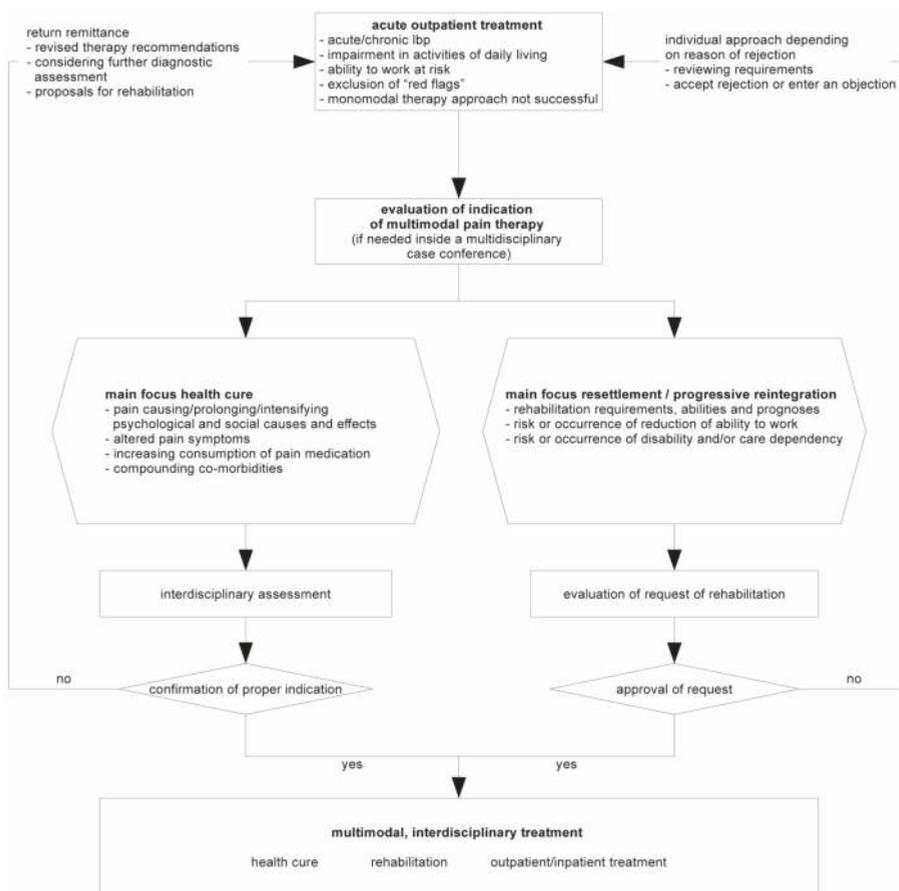 return remittance
- revised therapy recommendations
- considering further diagnostic
assessment
- proposals for rehabilitation
acute outpatient treatment
- acute/chronic lbp
- impairment in activities of daily living
- ability to work at risk
- exclusion of “red flags”
- monomodal therapy approach not successful
individual approach depending
on reason of rejection
- reviewing requirements
- accept rejection or enter an objection
evaluation of indication
of multimodal pain therapy
(if needed inside a multidisciplinary
case conference)
main focus health cure
- pain causing/prolonging/intensifying
psychological and social causes and effects
- altered pain symptoms
- increasing consumption of pain medication
- compounding co-morbidities
main focus resettlement / progressive reintegration
- rehabilitation requirements, abilities and prognoses
- risk or occurrence of reduction of ability to work
- risk or occurrence of disability and/or care dependency
interdisciplinary assessment
evaluation of request of rehabilitation
no
confirmation of proper indication
approval of request
no
yes
yes
multimodal, interdisciplinary treatment
health cure rehabilitation outpatient/inpatient treatment